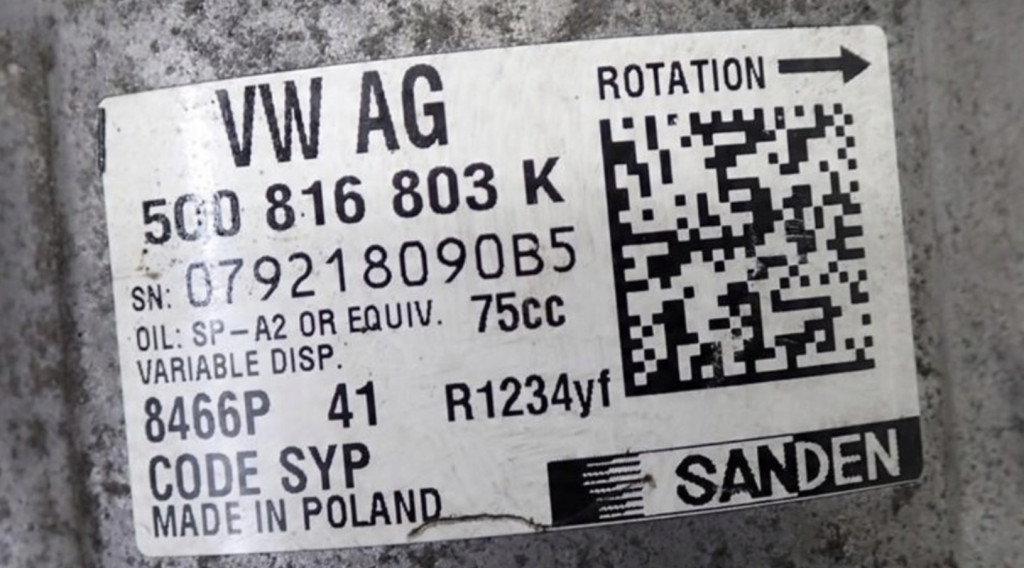 VW AG
ROTATION
5Q0 816 803 K
SN: 079218090B5
OIL: SP-A2 OR EQUIV. 75cc
VARIABLE DISP.
8466P 41 R1234yf
CODE SYP
MADE IN POLAND
SANDEN